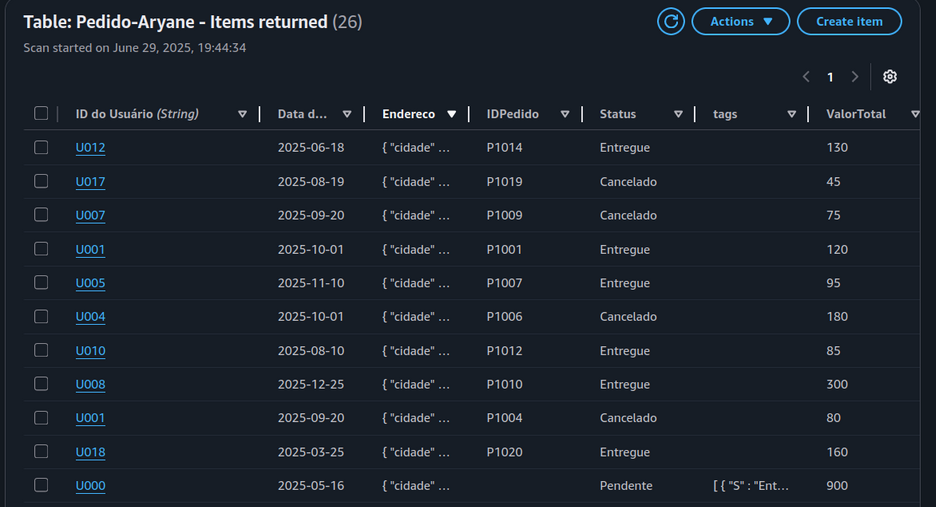 Table: Pedido-Aryane - Items returned (26)
Actions
Create item
Scan started on June 29, 2025, 19:44:34
1
ID do Usuário (String) Data d... Endereco IDPedido Status tags ValorTotal
U012 2025-06-18 { "cidade" ... P1014 Entregue 130
U017 2025-08-19 { "cidade" ... P1019 Cancelado 45
U007 2025-09-20 { "cidade" ... P1009 Cancelado 75
U001 2025-10-01 { "cidade" ... P1001 Entregue 120
U005 2025-11-10 { "cidade" ... P1007 Entregue 95
U004 2025-10-01 { "cidade" ... P1006 Cancelado 180
U010 2025-08-10 { "cidade" ... P1012 Entregue 85
U008 2025-12-25 { "cidade" ... P1010 Entregue 300
U001 2025-09-20 { "cidade" ... P1004 Cancelado 80
U018 2025-03-25 { "cidade" ... P1020 Entregue 160
U000 2025-05-16 { "cidade" ... Pendente [ { "S" : "Ent... 900